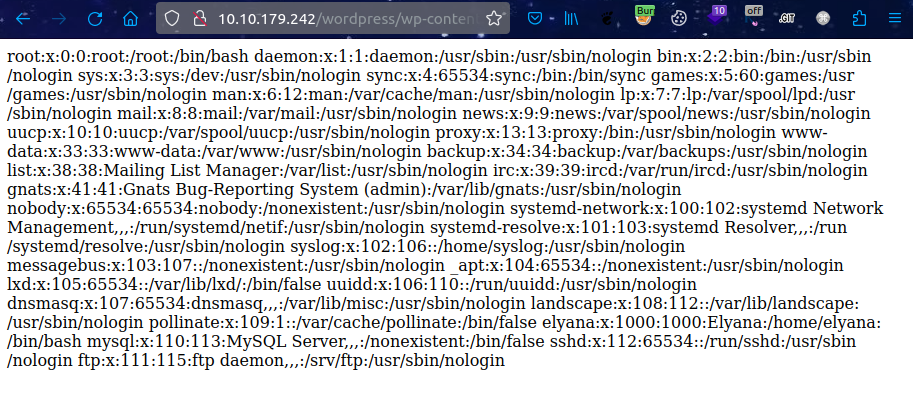 10.10.179.242/wordpress/wp-conten
Bur
10
off
.GIT
root:x:0:0:root:/root:/bin/bash daemon:x:1:1:daemon:/usr/sbin:/usr/sbin/nologin bin:x:2:2:bin:/bin:/usr/sbin
/nologin sys:x:3:3:sys:/dev:/usr/sbin/nologin sync:x:4:65534:sync:/bin:/bin/sync games:x:5:60:games:/usr
/games:/usr/sbin/nologin man:x:6:12:man:/var/cache/man:/usr/sbin/nologin lp:x:7:7:lp:/var/spool/lpd:/usr
/sbin/nologin mail:x:8:8:mail:/var/mail:/usr/sbin/nologin news:x:9:9:news:/var/spool/news:/usr/sbin/nologin
uucp:x:10:10:uucp:/var/spool/uucp:/usr/sbin/nologin proxy:x:13:13:proxy:/bin:/usr/sbin/nologin www-
data:x:33:33:www-data:/var/www:/usr/sbin/nologin backup:x:34:34:backup:/var/backups:/usr/sbin/nologin
list:x:38:38:Mailing List Manager:/var/list:/usr/sbin/nologin irc:x:39:39:ircd:/var/run/ircd:/usr/sbin/nologin
gnats:x:41:41:Gnats Bug-Reporting System (admin):/var/lib/gnats:/usr/sbin/nologin
nobody:x:65534:65534:nobody:/nonexistent:/usr/sbin/nologin systemd-network:x:100:102:systemd Network
Management,,,:/run/systemd/netif:/usr/sbin/nologin systemd-resolve:x:101:103:systemd Resolver,,,:/run
/systemd/resolve:/usr/sbin/nologin syslog:x:102:106::/home/syslog:/usr/sbin/nologin
messagebus:x:103:107::/nonexistent:/usr/sbin/nologin _apt:x:104:65534::/nonexistent:/usr/sbin/nologin
lxd:x:105:65534::/var/lib/lxd/:/bin/false uuidd:x:106:110::/run/uuidd:/usr/sbin/nologin
dnsmasq:x:107:65534:dnsmasq,,,:/var/lib/misc:/usr/sbin/nologin landscape:x:108:112::/var/lib/landscape:
/usr/sbin/nologin pollinate:x:109:1::/var/cache/pollinate:/bin/false elyana:x:1000:1000:Elyana:/home/elyana:
/bin/bash mysql:x:110:113:MySQL Server,,,:/nonexistent:/bin/false sshd:x:112:65534::/run/sshd:/usr/sbin
/nologin ftp:x:111:115:ftp daemon,,,:/srv/ftp:/usr/sbin/nologin